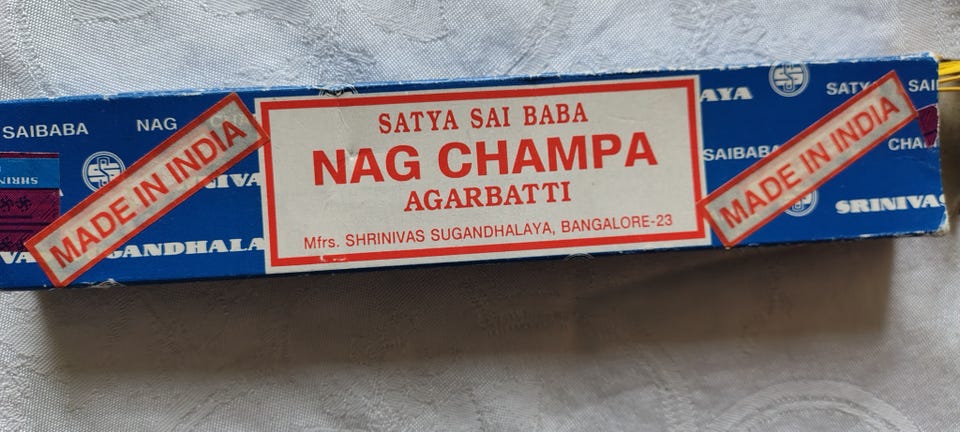 SAIBABA NAG
MADE IN INDIA
SATYA SAI BABA
NAG CHAMPA
AGARBATTI
Mfrs. SHRINIVAS SUGANDHALAYA, BANGALORE-23
SAIBABA
MADE IN INDIA